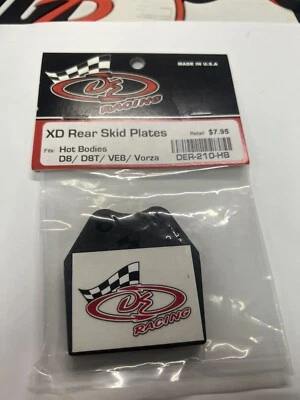 DE
RACING
MADE IN U.S.A
XD Rear Skid Plates
Retail $7.95
Fits: Hot Bodies
D8/ D8T/ VE8/ Vorza
DER-210-HB
DE
RACING